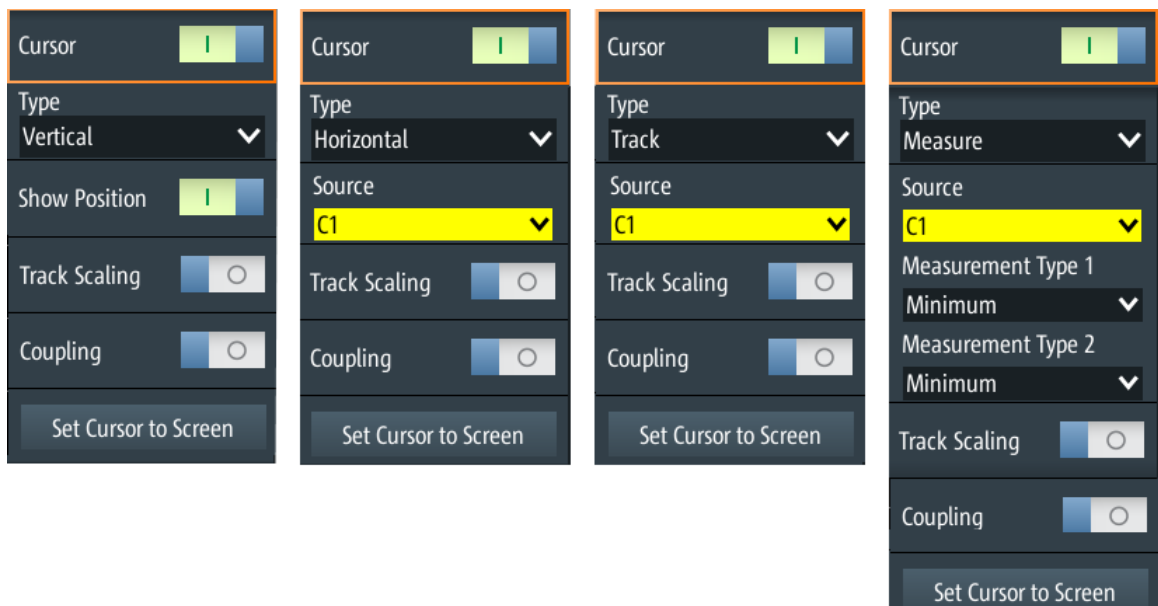 Cursor
I
Type
Vertical
Show Position
I
Track Scaling
O
Coupling
O
Set Cursor to Screen
Cursor
I
Type
Horizontal
Source
C1
Track Scaling
O
Coupling
O
Set Cursor to Screen
Cursor
I
Type
Track
Source
C1
Track Scaling
O
Coupling
O
Set Cursor to Screen
Cursor
I
Type
Measure
Source
C1
Measurement Type 1
Minimum
Measurement Type 2
Minimum
Track Scaling
O
Coupling
O
Set Cursor to Screen